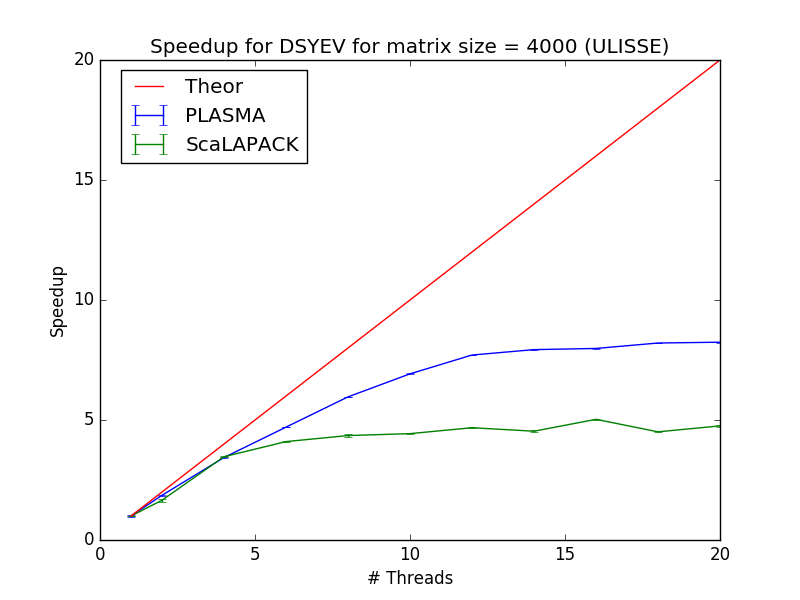 Speedup for DSYEV for matrix size = 4000 (ULISSE)
20
15
10
5
0
Speedup
Theor
PLASMA
ScaLAPACK
0 5 10 15 20
# Threads